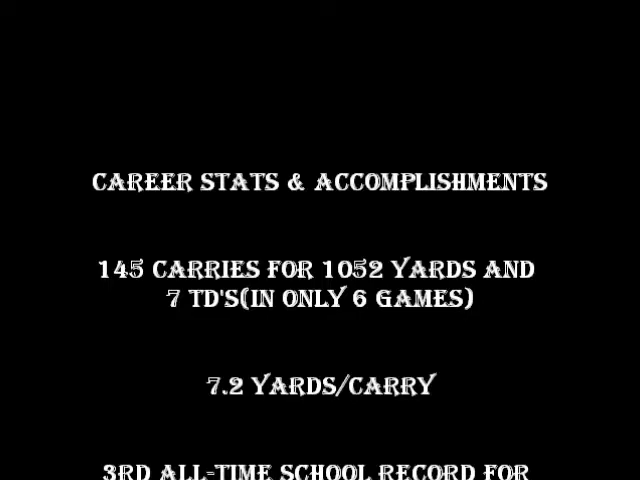 CAREER STATS & ACCOMPLISHMENTS
145 CARRIES FOR 1052 YARDS AND
7 TD'S(IN ONLY 6 GAMES)
7.2 YARDS/CARRY
3RD ALL-TIME SCHOOL RECORD FOR